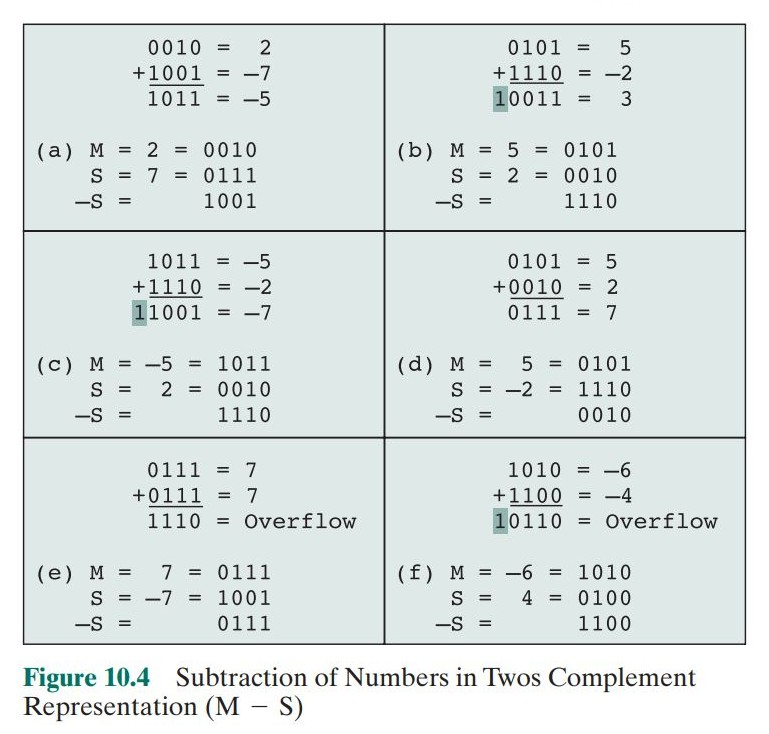 0010 = 2
+1001 = –7
1011 = –5
(a) M = 2 = 0010
S = 7 = 0111
–S = 1001
0101 = 5
+1110 = –2
10011 = 3
(b) M = 5 = 0101
S = 2 = 0010
–S = 1110
1011 = –5
+1110 = –2
11001 = –7
(c) M = –5 = 1011
S = 2 = 0010
–S = 1110
0101 = 5
+0010 = 2
0111 = 7
(d) M = 5 = 0101
S = –2 = 1110
–S = 0010
0111 = 7
+0111 = 7
1110 = Overflow
(e) M = 7 = 0111
S = –7 = 1001
–S = 0111
1010 = –6
+1100 = –4
10110 = Overflow
(f) M = –6 = 1010
S = 4 = 0100
–S = 1100
Figure 10.4 Subtraction of Numbers in Twos Complement
Representation (M − S)